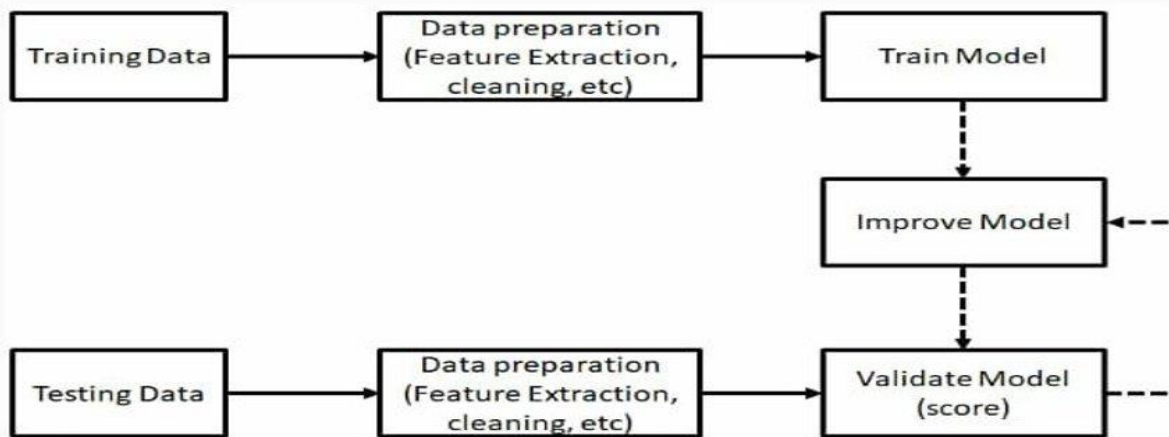 Training Data
Data preparation
(Feature Extraction,
cleaning, etc)
Train Model
Improve Model
Testing Data
Data preparation
(Feature Extraction,
cleaning, etc)
Validate Model
(score)